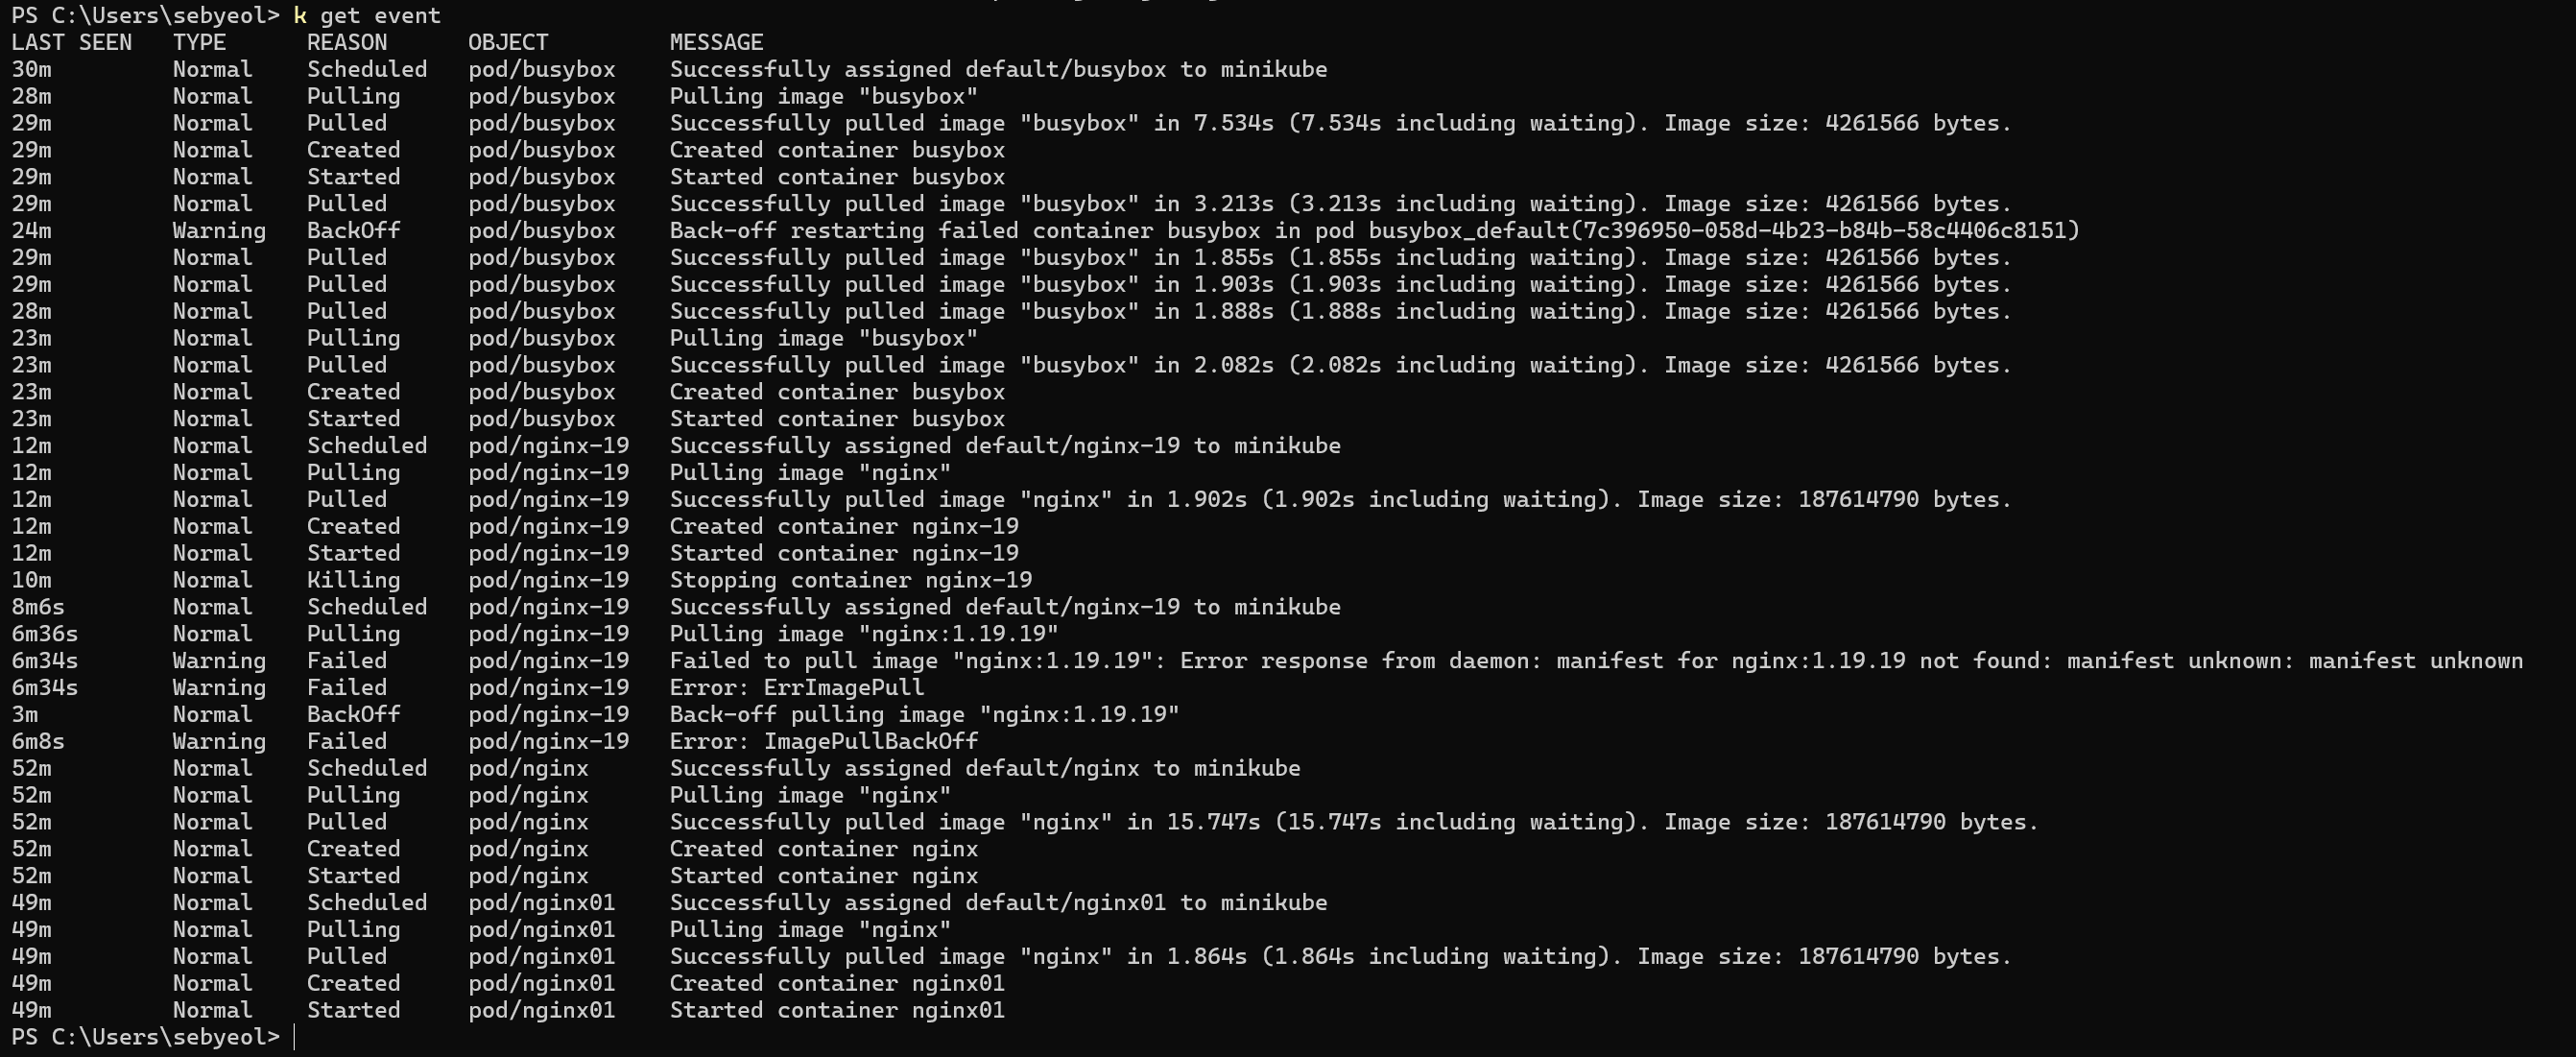 PS C:\Users\sebyeol> k get event
LAST SEEN   TYPE      REASON      OBJECT         MESSAGE
30m         Normal    Scheduled   pod/busybox    Successfully assigned default/busybox to minikube
28m         Normal    Pulling     pod/busybox    Pulling image "busybox"
29m         Normal    Pulled      pod/busybox    Successfully pulled image "busybox" in 7.534s (7.534s including waiting). Image size: 4261566 bytes.
29m         Normal    Created     pod/busybox    Created container busybox
29m         Normal    Started     pod/busybox    Started container busybox
29m         Normal    Pulled      pod/busybox    Successfully pulled image "busybox" in 3.213s (3.213s including waiting). Image size: 4261566 bytes.
24m         Warning   BackOff     pod/busybox    Back-off restarting failed container busybox in pod busybox_default(7c396950-058d-4b23-b84b-58c4406c8151)
29m         Normal    Pulled      pod/busybox    Successfully pulled image "busybox" in 1.855s (1.855s including waiting). Image size: 4261566 bytes.
29m         Normal    Pulled      pod/busybox    Successfully pulled image "busybox" in 1.903s (1.903s including waiting). Image size: 4261566 bytes.
28m         Normal    Pulled      pod/busybox    Successfully pulled image "busybox" in 1.888s (1.888s including waiting). Image size: 4261566 bytes.
23m         Normal    Pulling     pod/busybox    Pulling image "busybox"
23m         Normal    Pulled      pod/busybox    Successfully pulled image "busybox" in 2.082s (2.082s including waiting). Image size: 4261566 bytes.
23m         Normal    Created     pod/busybox    Created container busybox
23m         Normal    Started     pod/busybox    Started container busybox
12m         Normal    Scheduled   pod/nginx-19   Successfully assigned default/nginx-19 to minikube
12m         Normal    Pulling     pod/nginx-19   Pulling image "nginx"
12m         Normal    Pulled      pod/nginx-19   Successfully pulled image "nginx" in 1.902s (1.902s including waiting). Image size: 187614790 bytes.
12m         Normal    Created     pod/nginx-19   Created container nginx-19
12m         Normal    Started     pod/nginx-19   Started container nginx-19
10m         Normal    Killing     pod/nginx-19   Stopping container nginx-19
8m6s        Normal    Scheduled   pod/nginx-19   Successfully assigned default/nginx-19 to minikube
6m36s       Normal    Pulling     pod/nginx-19   Pulling image "nginx:1.19.19"
6m34s       Warning   Failed      pod/nginx-19   Failed to pull image "nginx:1.19.19": Error response from daemon: manifest for nginx:1.19.19 not found: manifest unknown: manifest unknown
6m34s       Warning   Failed      pod/nginx-19   Error: ErrImagePull
3m          Normal    BackOff     pod/nginx-19   Back-off pulling image "nginx:1.19.19"
6m8s        Warning   Failed      pod/nginx-19   Error: ImagePullBackOff
52m         Normal    Scheduled   pod/nginx      Successfully assigned default/nginx to minikube
52m         Normal    Pulling     pod/nginx      Pulling image "nginx"
52m         Normal    Pulled      pod/nginx      Successfully pulled image "nginx" in 15.747s (15.747s including waiting). Image size: 187614790 bytes.
52m         Normal    Created     pod/nginx      Created container nginx
52m         Normal    Started     pod/nginx      Started container nginx
49m         Normal    Scheduled   pod/nginx01    Successfully assigned default/nginx01 to minikube
49m         Normal    Pulling     pod/nginx01    Pulling image "nginx"
49m         Normal    Pulled      pod/nginx01    Successfully pulled image "nginx" in 1.864s (1.864s including waiting). Image size: 187614790 bytes.
49m         Normal    Created     pod/nginx01    Created container nginx01
49m         Normal    Started     pod/nginx01    Started container nginx01
PS C:\Users\sebyeol>